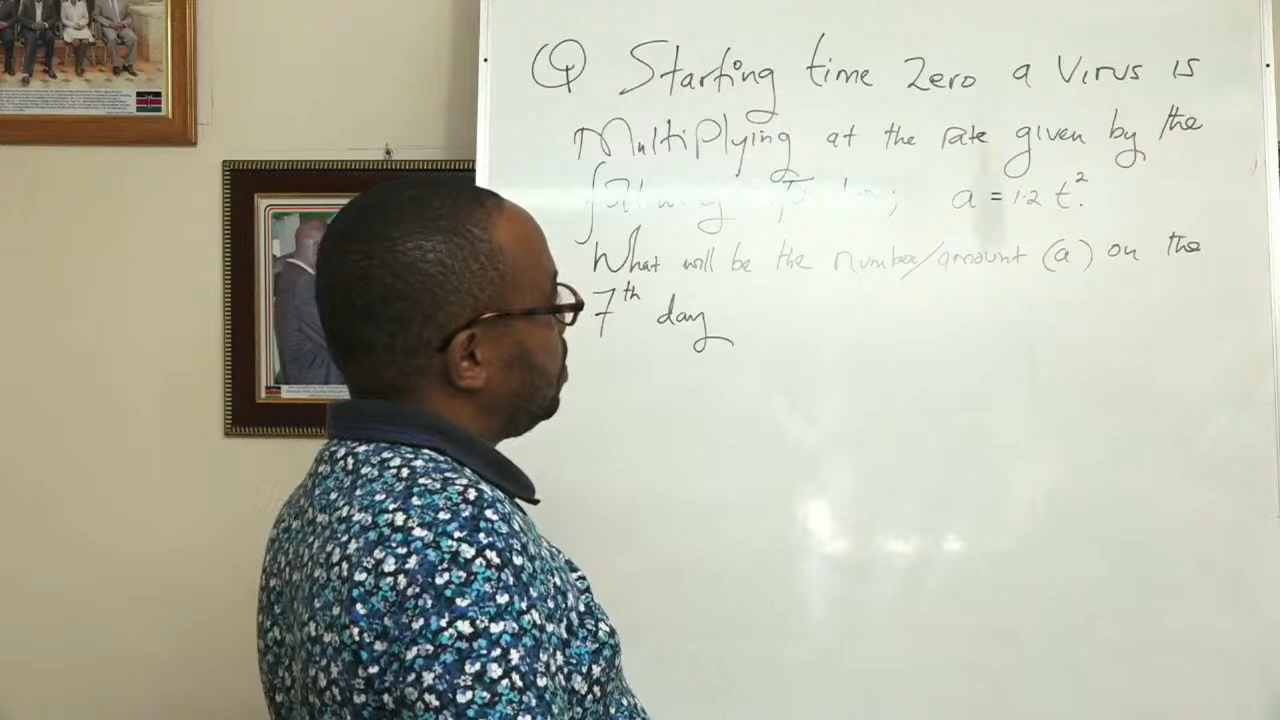 Q Starting time Zero a Virus is
Multiplying at the rate given by the
a = 1.2 t².
What will be the number/amount (a) on the
7th day